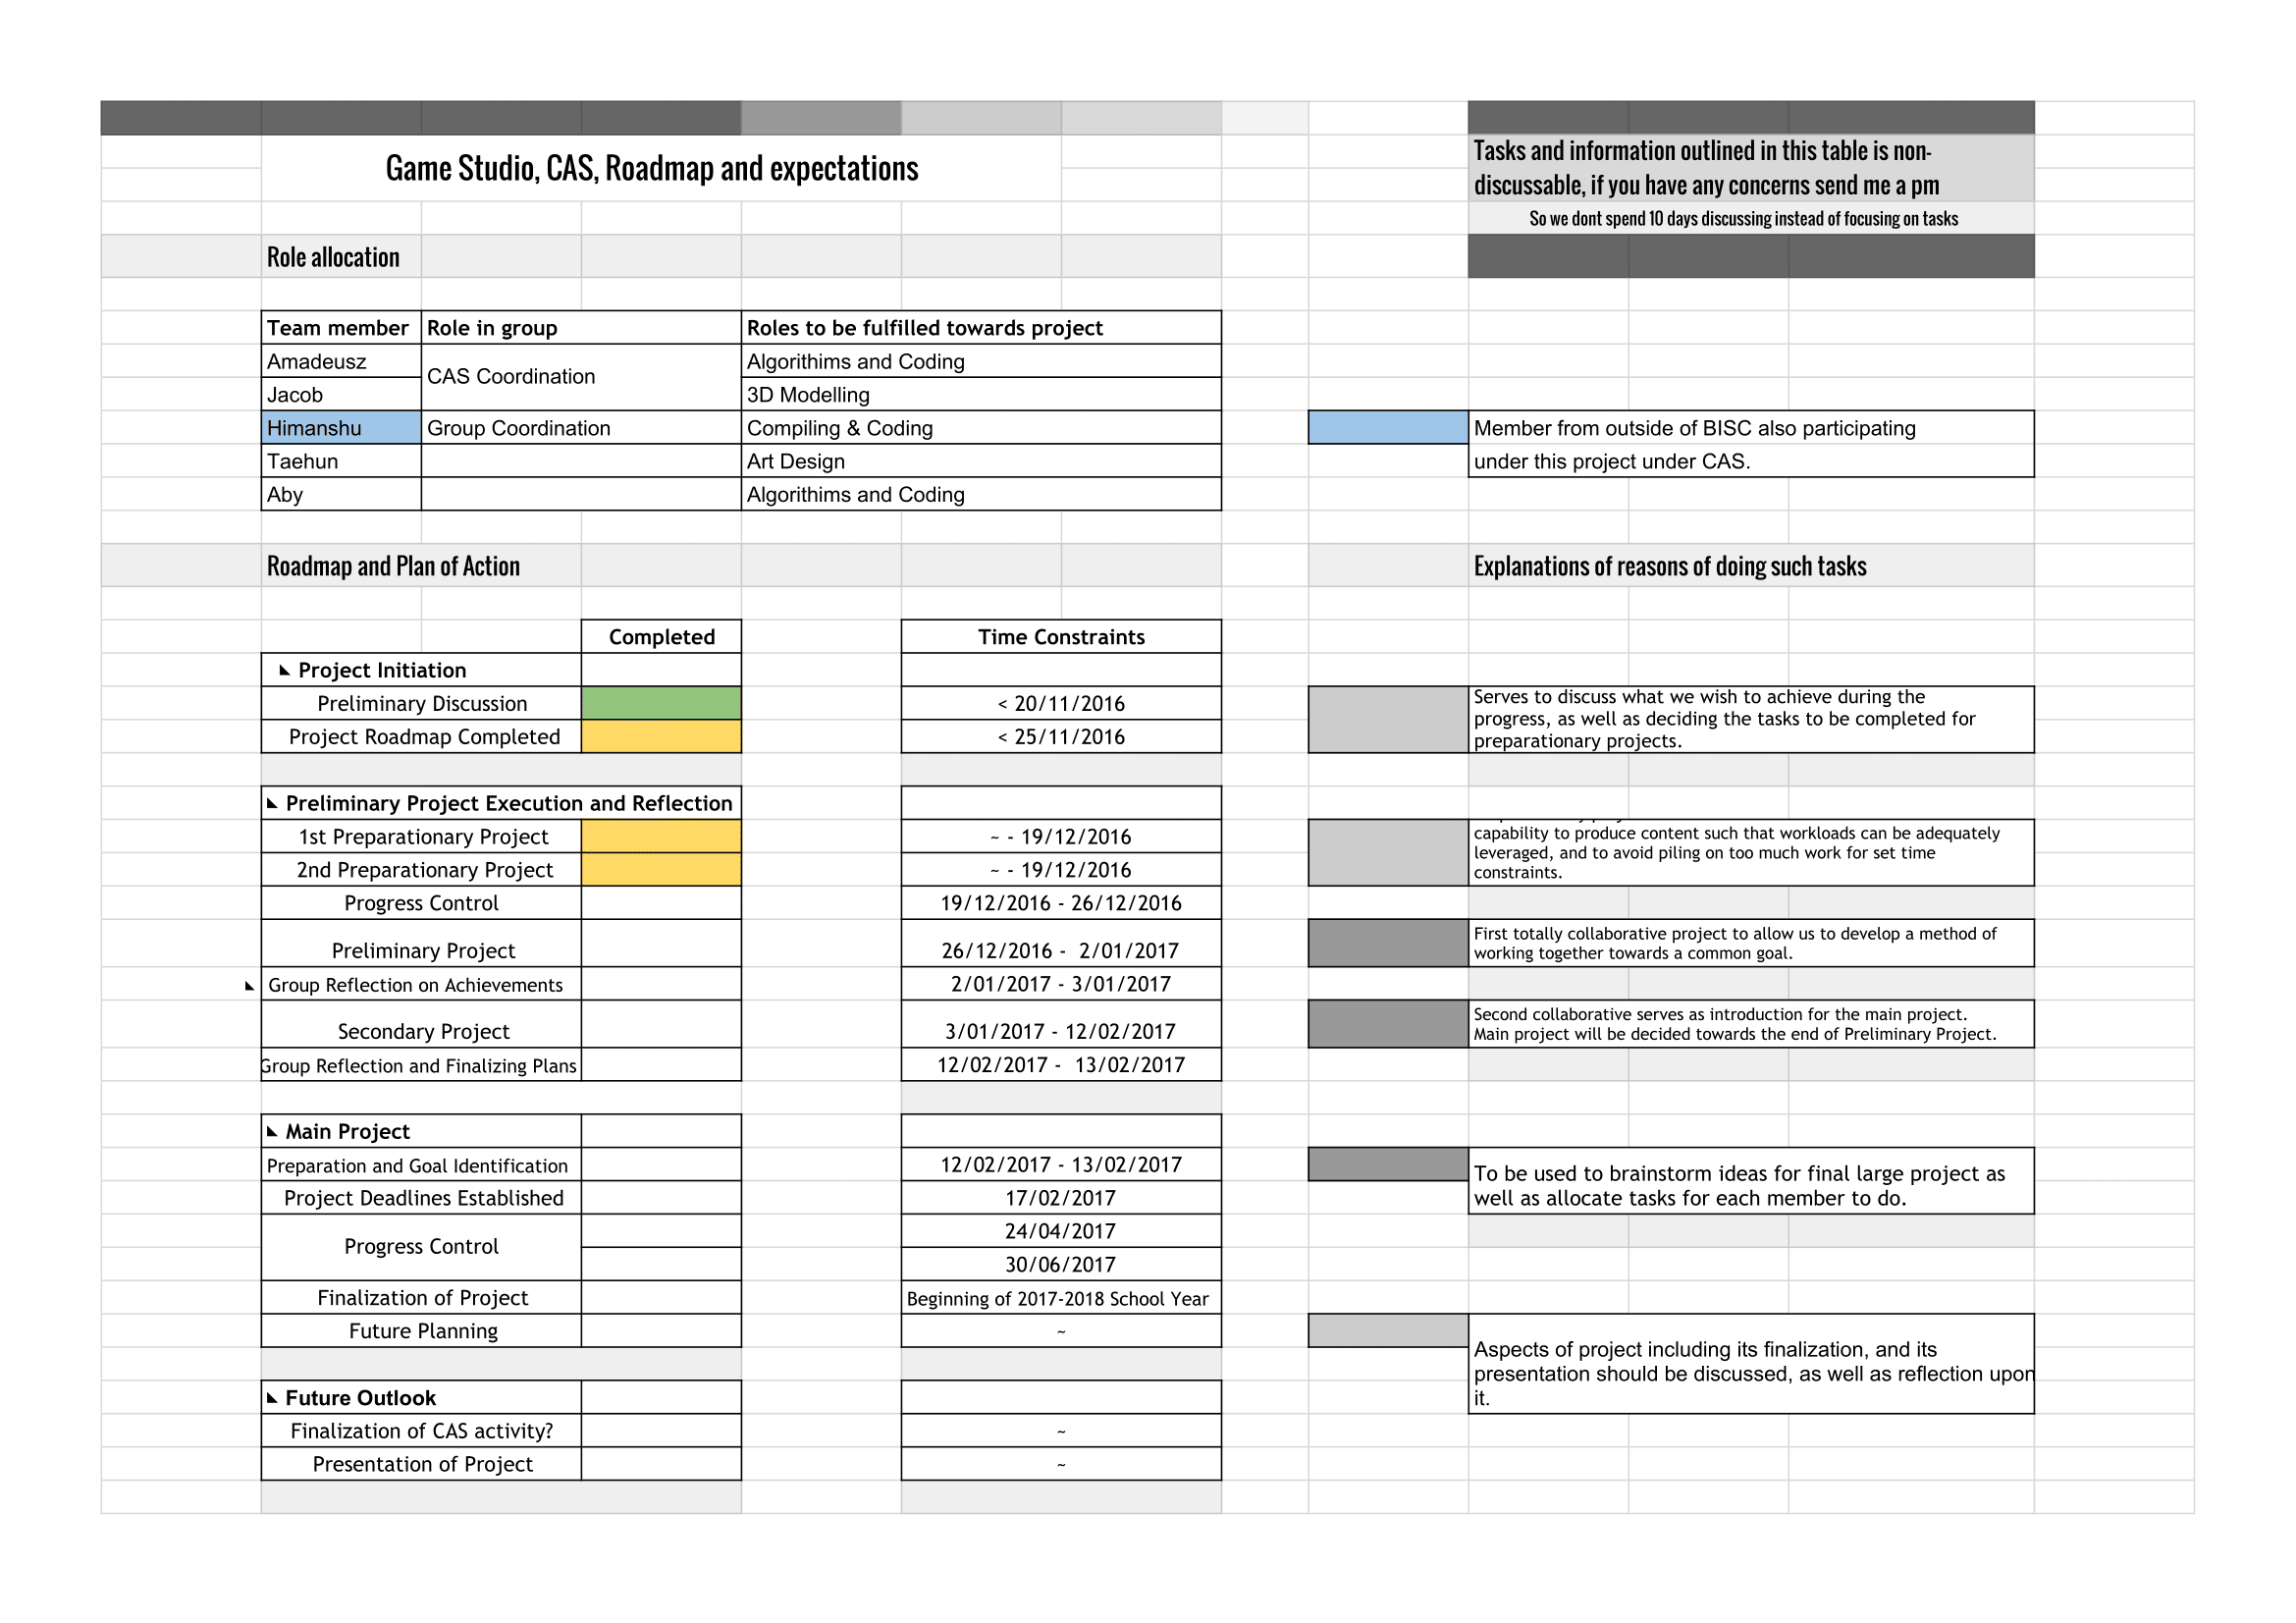 Game Studio, CAS, Roadmap and expectations
Tasks and information outlined in this table is non-
discussable, if you have any concerns send me a pm
So we dont spend 10 days discussing instead of focusing on tasks
Role allocation
Team member Role in group Roles to be fulfilled towards project
Amadeusz CAS Coordination Algorithims and Coding
Jacob 3D Modelling
Himanshu Group Coordination Compiling & Coding
Member from outside of BISC also participating
under this project under CAS.
Taehun Art Design
Aby Algorithims and Coding
Roadmap and Plan of Action
Explanations of reasons of doing such tasks
Completed Time Constraints
Project Initiation
Preliminary Discussion < 20/11/2016
Project Roadmap Completed < 25/11/2016
Serves to discuss what we wish to achieve during the
progress, as well as deciding the tasks to be completed for
preparationary projects.
Preliminary Project Execution and Reflection
1st Preparationary Project ~ - 19/12/2016
2nd Preparationary Project ~ - 19/12/2016
capability to produce content such that workloads can be adequately
leveraged, and to avoid piling on too much work for set time
constraints.
Progress Control 19/12/2016 - 26/12/2016
Preliminary Project 26/12/2016 - 2/01/2017
First totally collaborative project to allow us to develop a method of
working together towards a common goal.
Group Reflection on Achievements 2/01/2017 - 3/01/2017
Secondary Project 3/01/2017 - 12/02/2017
Second collaborative serves as introduction for the main project.
Main project will be decided towards the end of Preliminary Project.
Group Reflection and Finalizing Plans 12/02/2017 - 13/02/2017
Main Project
Preparation and Goal Identification 12/02/2017 - 13/02/2017
To be used to brainstorm ideas for final large project as
well as allocate tasks for each member to do.
Project Deadlines Established 17/02/2017
Progress Control 24/04/2017
30/06/2017
Finalization of Project Beginning of 2017-2018 School Year
Future Planning ~
Aspects of project including its finalization, and its
presentation should be discussed, as well as reflection upon
it.
Future Outlook
Finalization of CAS activity? ~
Presentation of Project ~